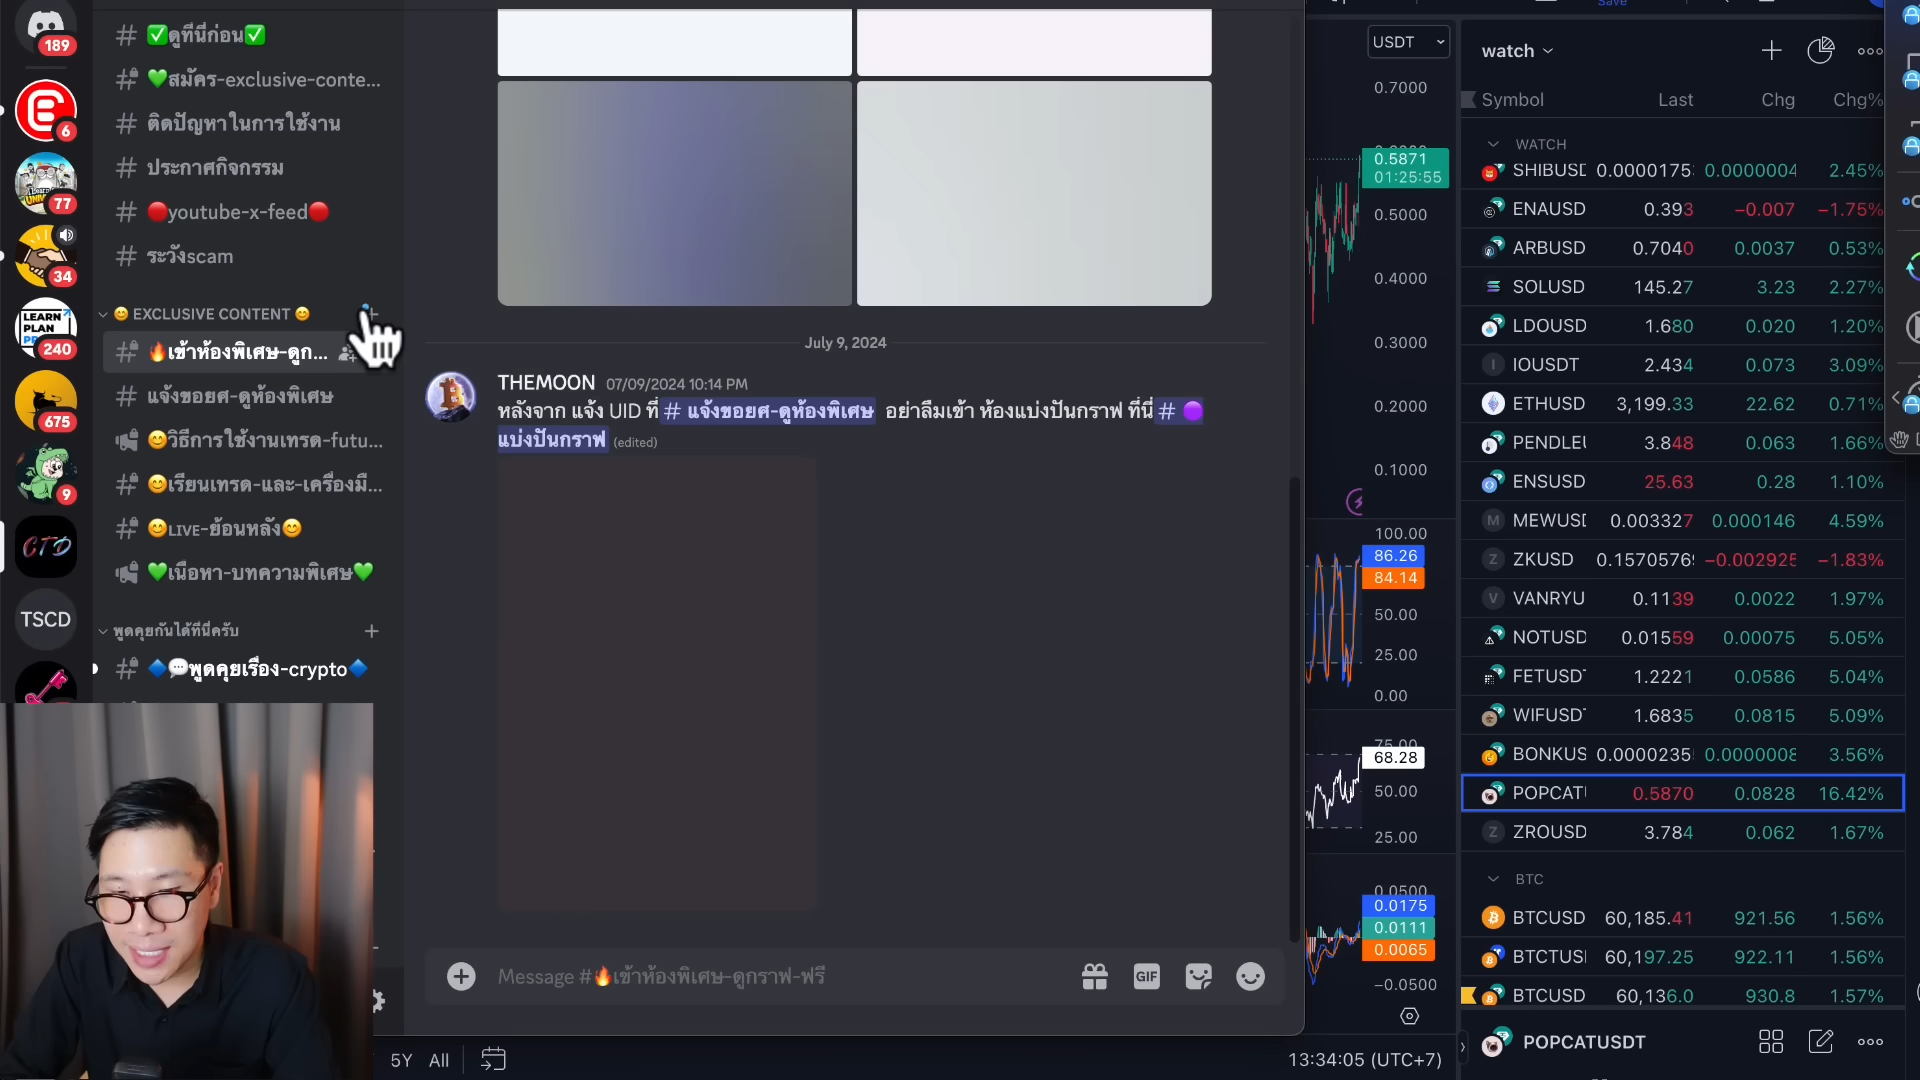 189
6
77
34
LEARN
PLAN
240
675
9
CTD
TSCD
✅ดูที่นี่ก่อน✅
💚สมัคร-exclusive-conte...
ติดปัญหาในการใช้งาน
ประกาศกิจกรรม
🔴youtube-x-feed🔴
ระวังscam
😊 EXCLUSIVE CONTENT 😊
🔥เข้าห้องพิเศษ-ดูก...
แจ้งขอยศ-ดูห้องพิเศษ
😊วิธีการใช้งานเทรด-futu...
😊เรียนเทรด-และ-เครื่องมื...
😊LIVE-ย้อนหลัง😊
💚เนื้อหา-บทความพิเศษ💚
พูดคุยกันได้ที่นี่ครับ
🔷💬พูดคุยเรื่อง-crypto🔷
July 9, 2024
THEMOON 07/09/2024 10:14 PM
หลังจาก แจ้ง UID ที่ # แจ้งขอยศ-ดูห้องพิเศษ อย่าลืมเข้า ห้องแบ่งปันกราฟ ที่นี่ # 🟣
แบ่งปันกราฟ (edited)
Message #🔥เข้าห้องพิเศษ-ดูกราฟ-ฟรี
GIF
5Y All
13:34:05 (UTC+7)
Save
USDT
0.7000
0.5871
01:25:55
0.5000
0.4000
0.3000
0.2000
0.1000
100.00
86.26
84.14
50.00
25.00
0.00
75.00
68.28
50.00
25.00
0.0500
0.0175
0.0111
0.0065
−0.0500
watch
Symbol Last Chg Chg%
WATCH
SHIBUSD 0.0000175 0.0000004 2.45%
ENAUSD 0.393 −0.007 −1.75%
ARBUSD 0.7040 0.0037 0.53%
SOLUSD 145.27 3.23 2.27%
LDOUSD 1.680 0.020 1.20%
IOUSDT 2.434 0.073 3.09%
ETHUSD 3,199.33 22.62 0.71%
PENDLEU 3.848 0.063 1.66%
ENSUSD 25.63 0.28 1.10%
MEWUSD 0.003327 0.000146 4.59%
ZKUSD 0.1570576 −0.002925 −1.83%
VANRYU 0.1139 0.0022 1.97%
NOTUSD 0.01559 0.00075 5.05%
FETUSDT 1.2221 0.0586 5.04%
WIFUSDT 1.6835 0.0815 5.09%
BONKUS 0.0000235 0.0000008 3.56%
POPCATU 0.5870 0.0828 16.42%
ZROUSD 3.784 0.062 1.67%
BTC
BTCUSD 60,185.41 921.56 1.56%
BTCTUSD 60,197.25 922.11 1.56%
BTCUSD 60,136.0 930.8 1.57%
POPCATUSDT